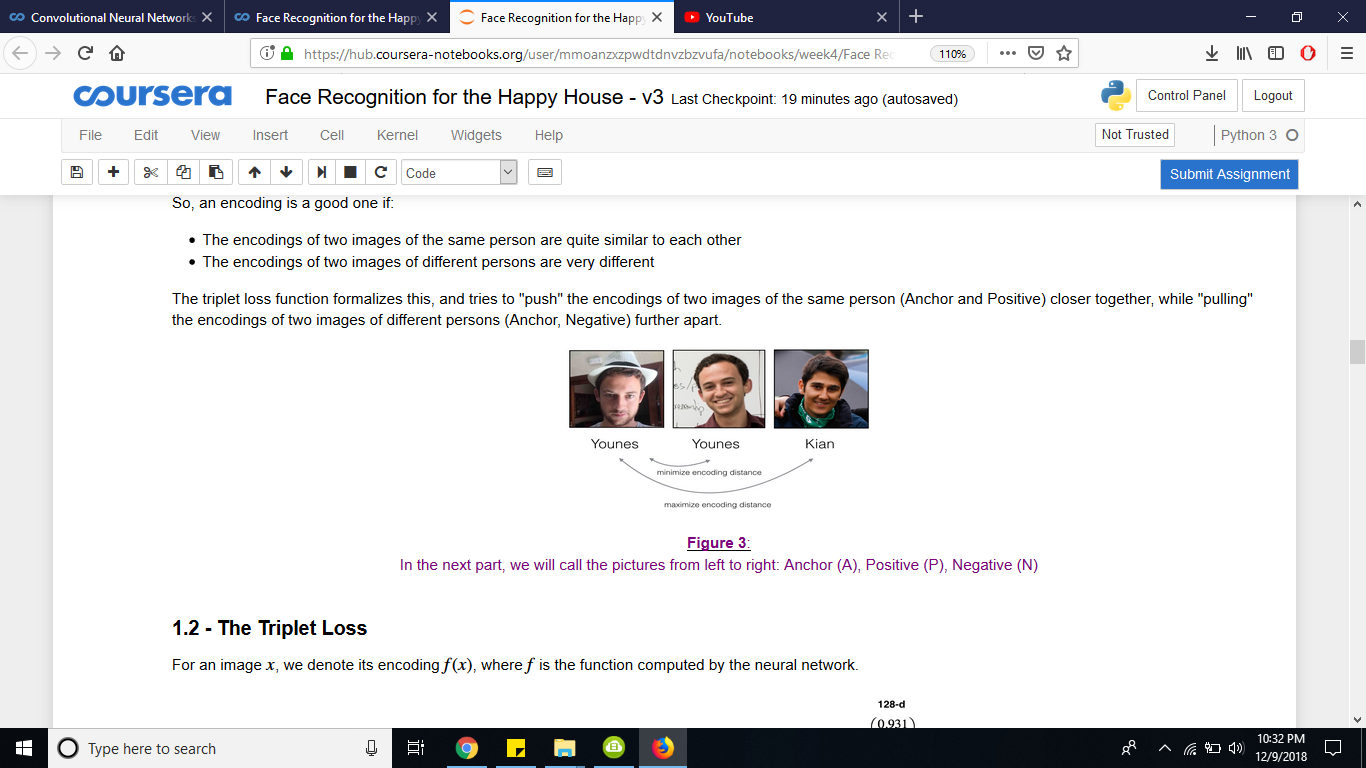 Convolutional Neural Networks
Face Recognition for the Happy
Face Recognition for the Happy
YouTube
https://hub.coursera-notebooks.org/user/mmoanzxzpwdtdnvzbzvufa/notebooks/week4/Face Rec
110%
coursera
Face Recognition for the Happy House - v3 Last Checkpoint: 19 minutes ago (autosaved)
Control Panel
Logout
File Edit View Insert Cell Kernel Widgets Help
Not Trusted
Python 3
Code
Submit Assignment
So, an encoding is a good one if:
• The encodings of two images of the same person are quite similar to each other
• The encodings of two images of different persons are very different
The triplet loss function formalizes this, and tries to "push" the encodings of two images of the same person (Anchor and Positive) closer together, while "pulling"
the encodings of two images of different persons (Anchor, Negative) further apart.
Younes Younes Kian
minimize encoding distance
maximize encoding distance
Figure 3:
In the next part, we will call the pictures from left to right: Anchor (A), Positive (P), Negative (N)
1.2 - The Triplet Loss
For an image x, we denote its encoding f(x), where f is the function computed by the neural network.
128-d
(0.931)
Type here to search
10:32 PM
12/9/2018